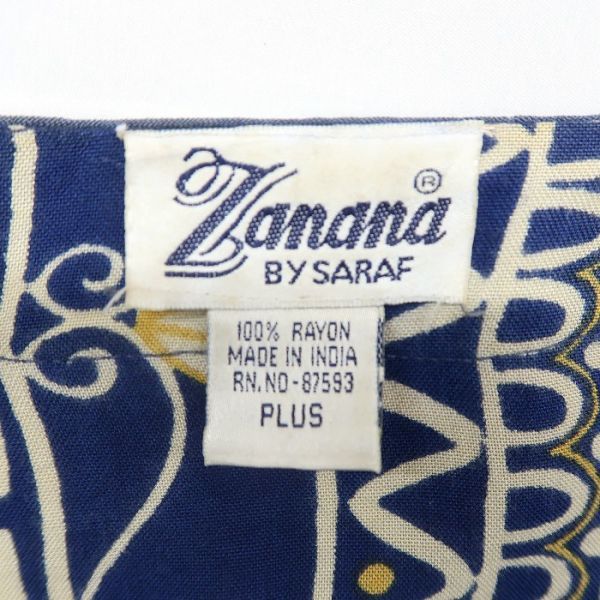 Zanana®
BY SARAF
100% RAYON
MADE IN INDIA
RN.NO-87593
PLUS